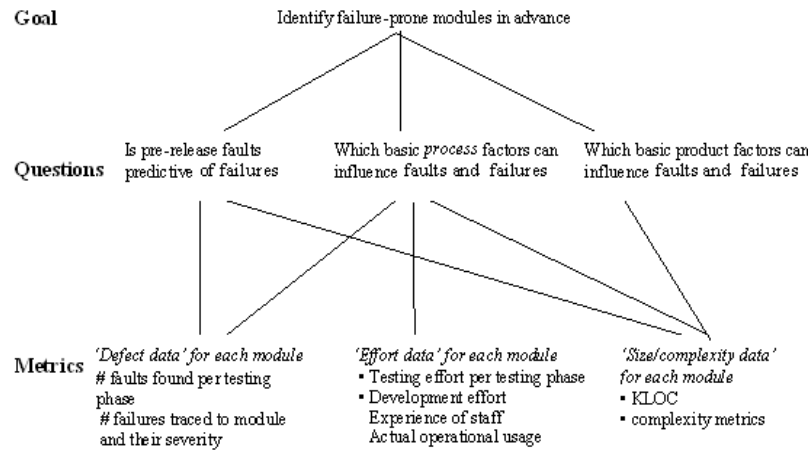 Goal
Identify failure-prone modules in advance
Questions
Is pre-release faults
predictive of failures
Which basic process factors can
influence faults and failures
Which basic product factors can
influence faults and failures
Metrics
'Defect data' for each module
# faults found per testing
phase
# failures traced to module
and their severity
'Effort data' for each module
▪ Testing effort per testing phase
▪ Development effort
Experience of staff
Actual operational usage
'Size/complexity data'
for each module
▪ KLOC
▪ complexity metrics